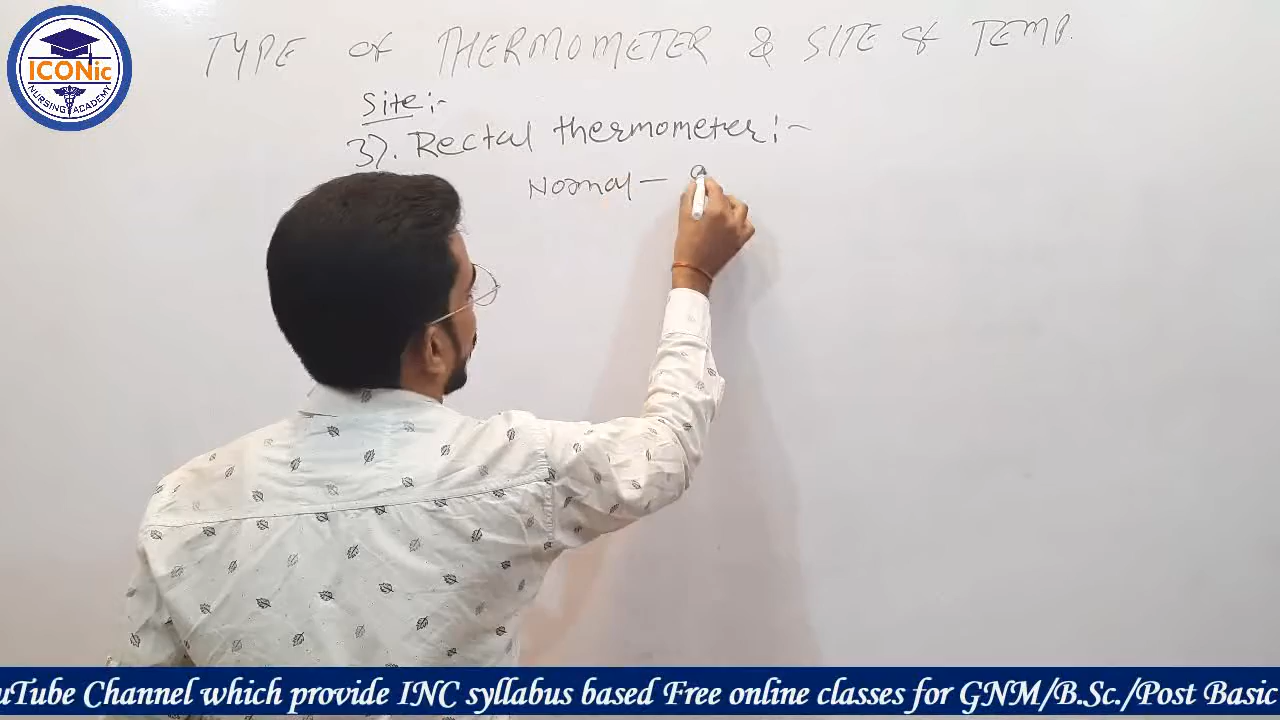 TYPE of THERMOMETER & SITE of TEMP.
ICONic
NURSING ACADEMY
Site:-
3). Rectal thermometer:-
Normal - 9
uTube Channel which provide INC syllabus based Free online classes for GNM/B.Sc./Post Basic